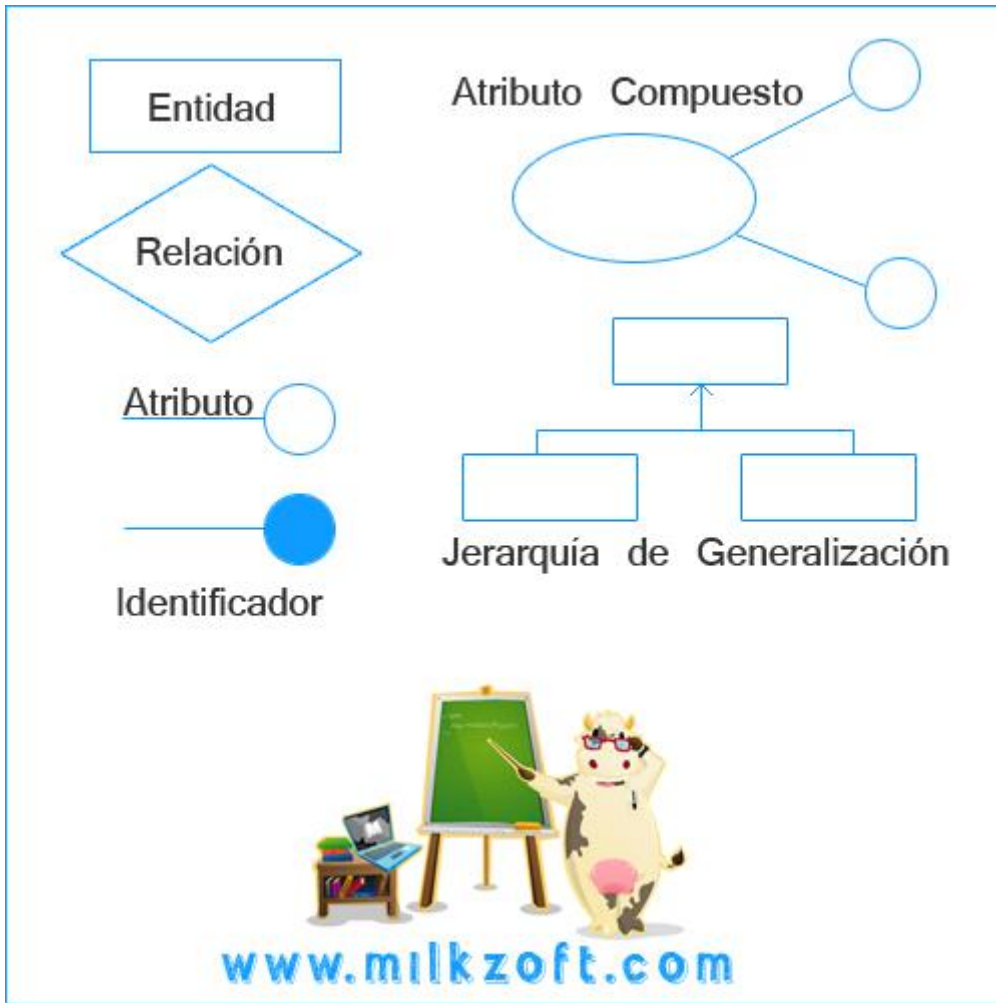 Entidad
Relación
Atributo
Identificador
Atributo Compuesto
Jerarquía de Generalización
www.milkzoft.com